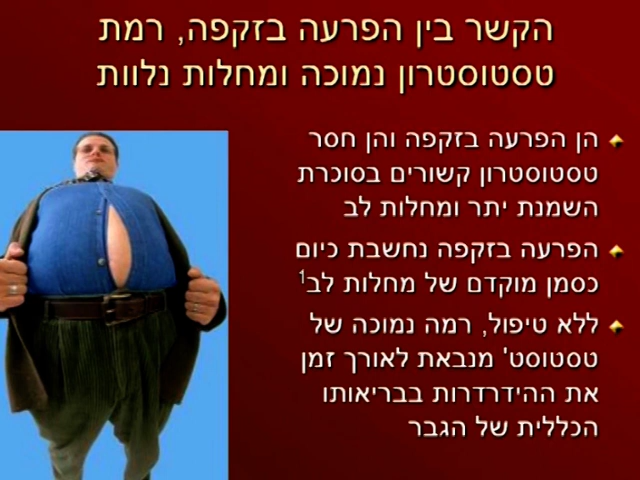 הקשר בין הפרעה בזקפה, רמת
טסטוסטרון נמוכה ומחלות נלוות
הן הפרעה בזקפה והן חסר
טסטוסטרון קשורים בסוכרת
השמנת יתר ומחלות לב
הפרעה בזקפה נחשבת כיום
כסמן מוקדם של מחלות לב1
ללא טיפול, רמה נמוכה של
טסטוסט' מנבאת לאורך זמן
את ההידרדרות בבריאותו
הכללית של הגבר